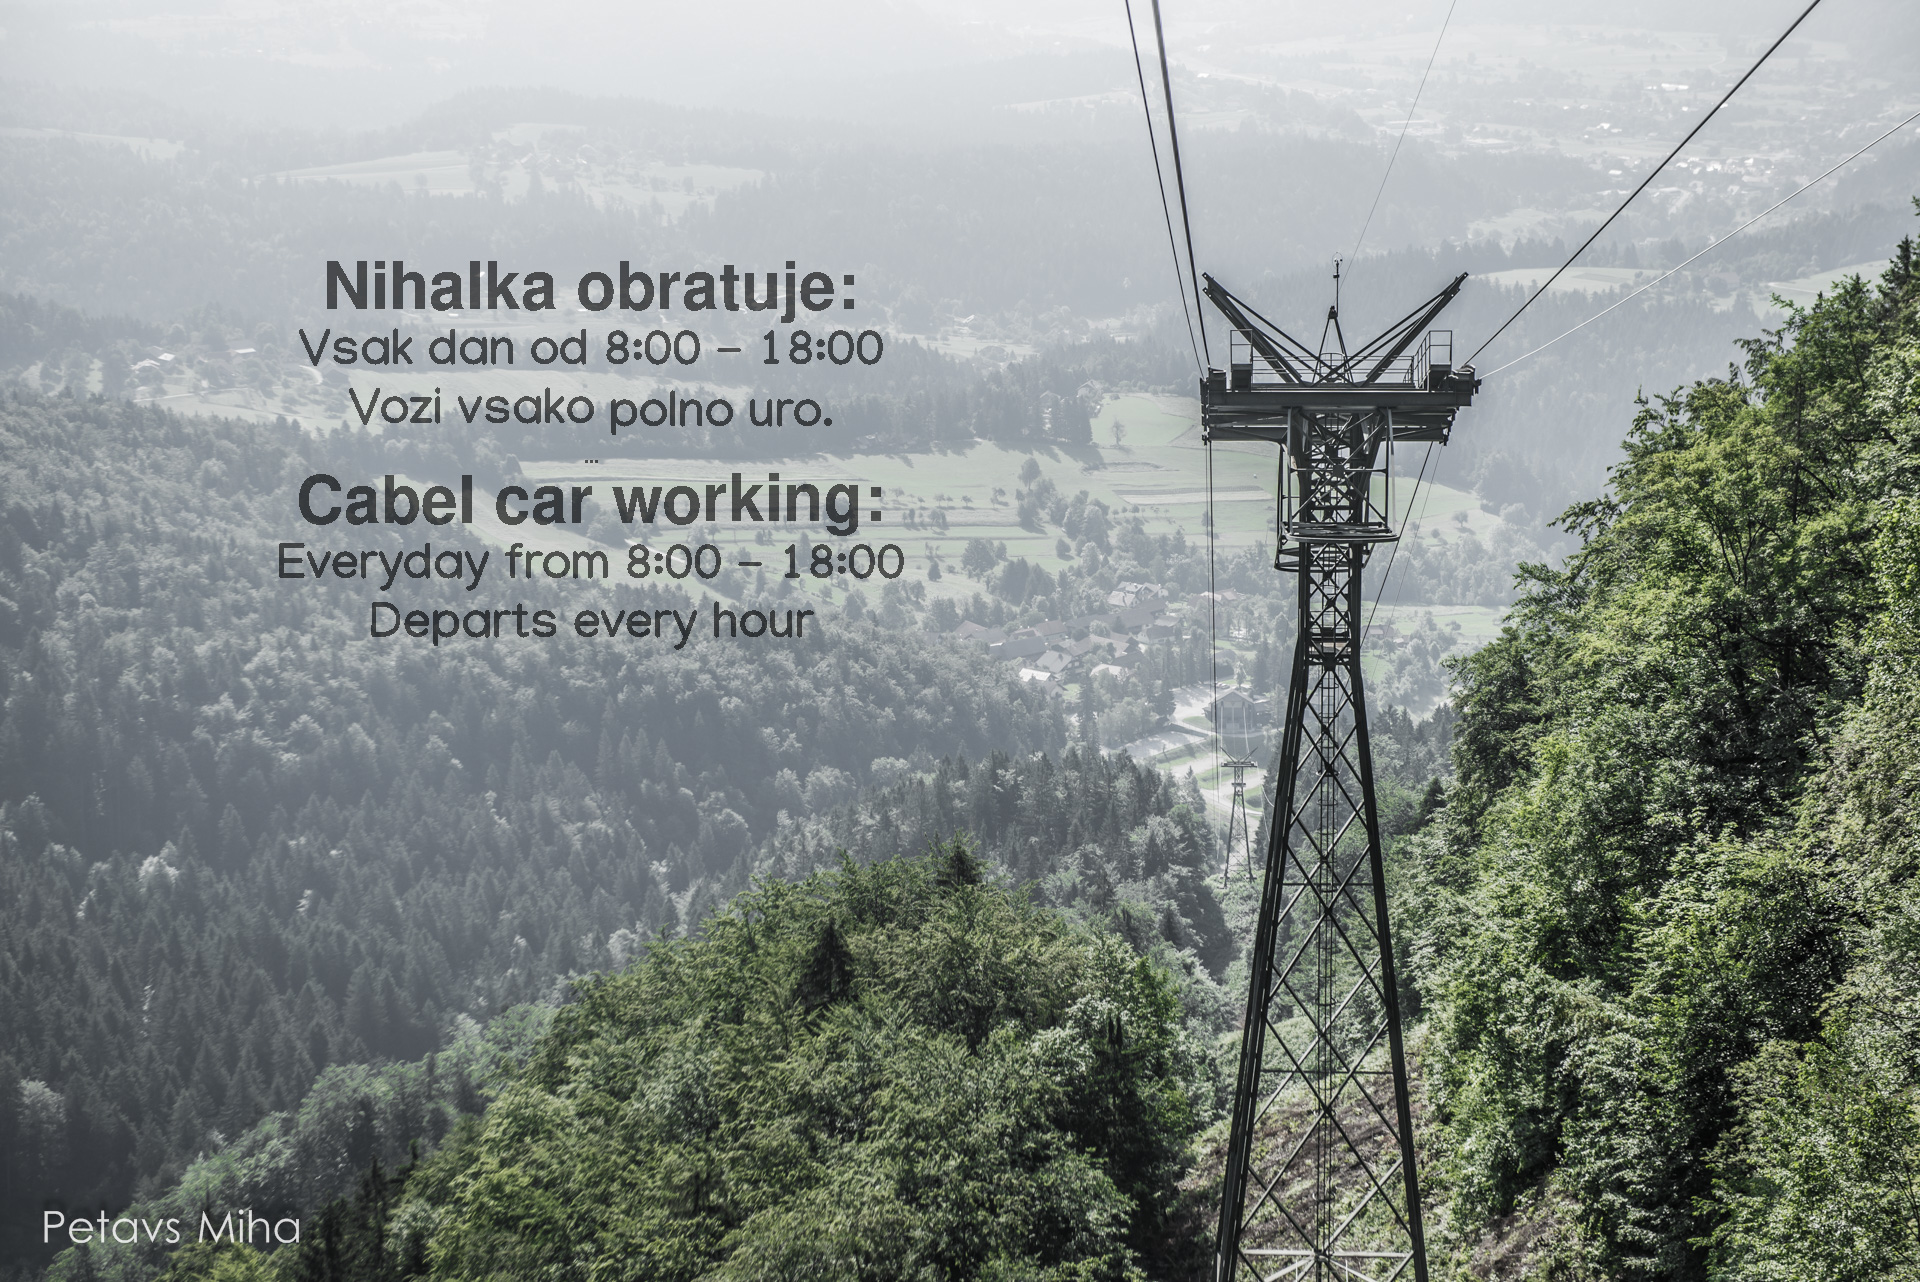 Nihalka obratuje:
Vsak dan od 8:00 – 18:00
Vozi vsako polno uro.
...
Cabel car working:
Everyday from 8:00 – 18:00
Departs every hour
Petavs Miha